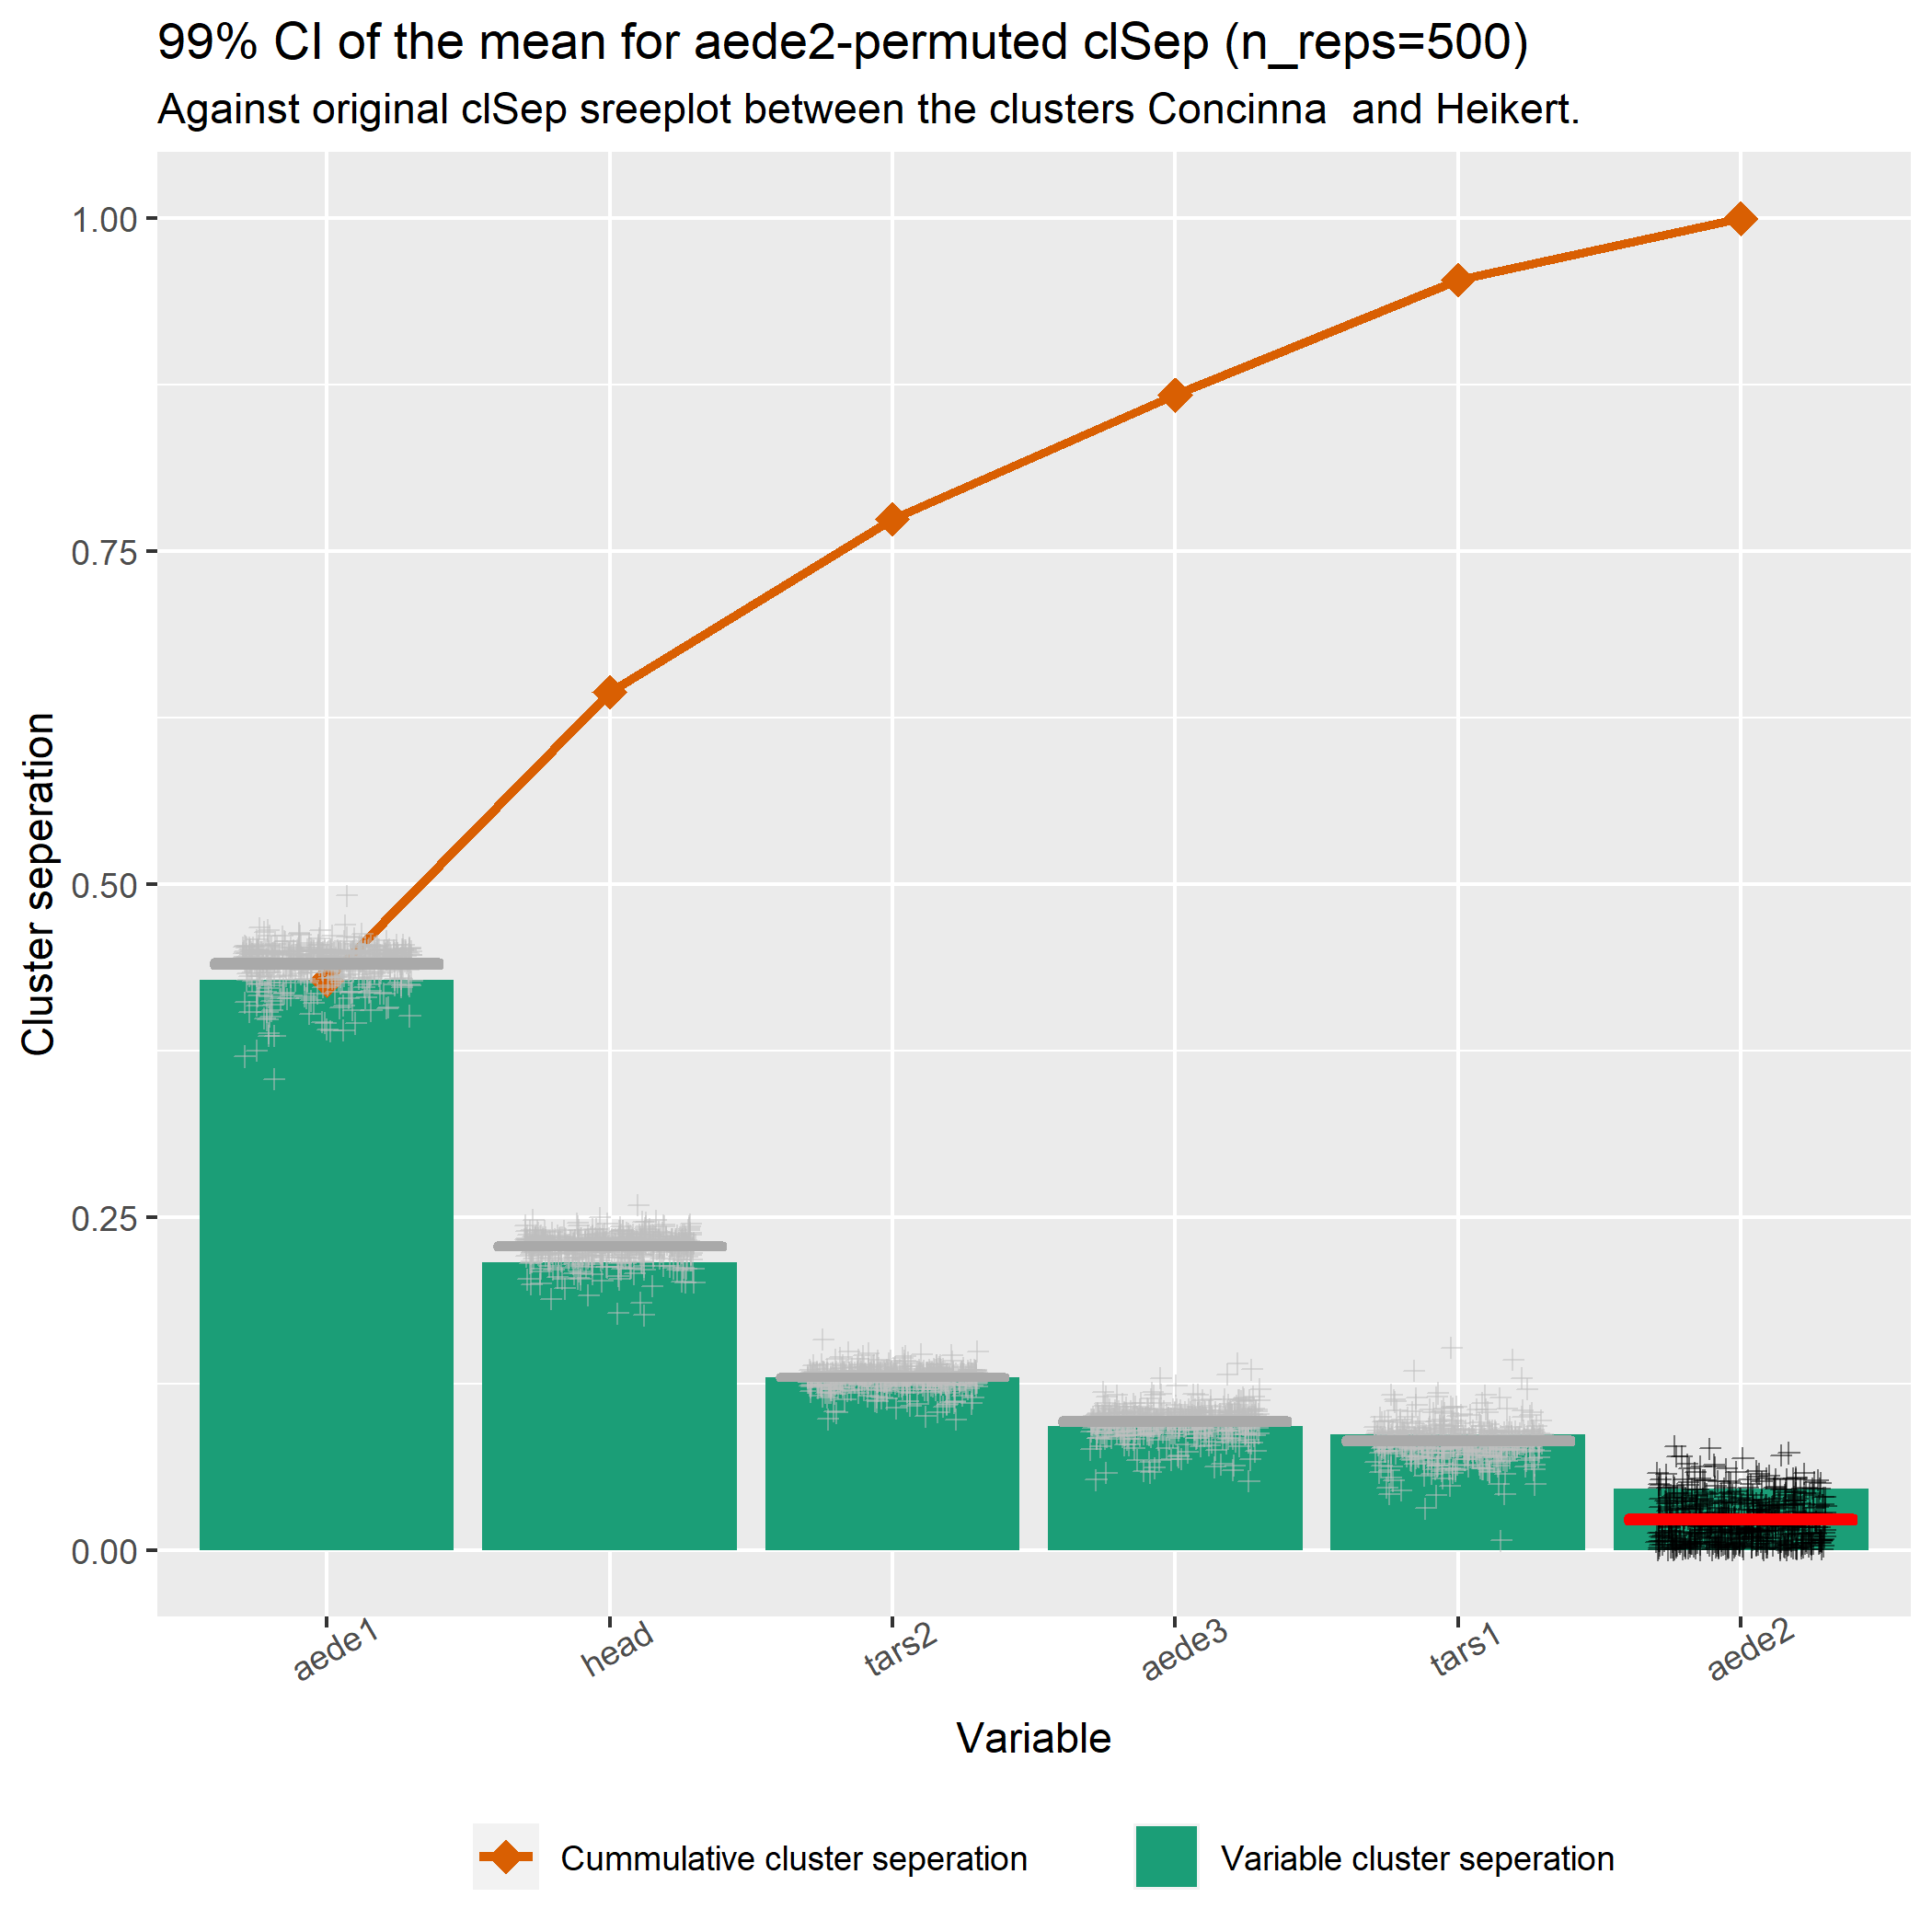 99% CI of the mean for aede2-permuted clSep (n_reps=500)
Against original clSep sreeplot between the clusters Concinna  and Heikert.
Cluster seperation
1.00
0.75
0.50
0.25
0.00
aede1
head
tars2
aede3
tars1
aede2
Variable
Cummulative cluster seperation
Variable cluster seperation